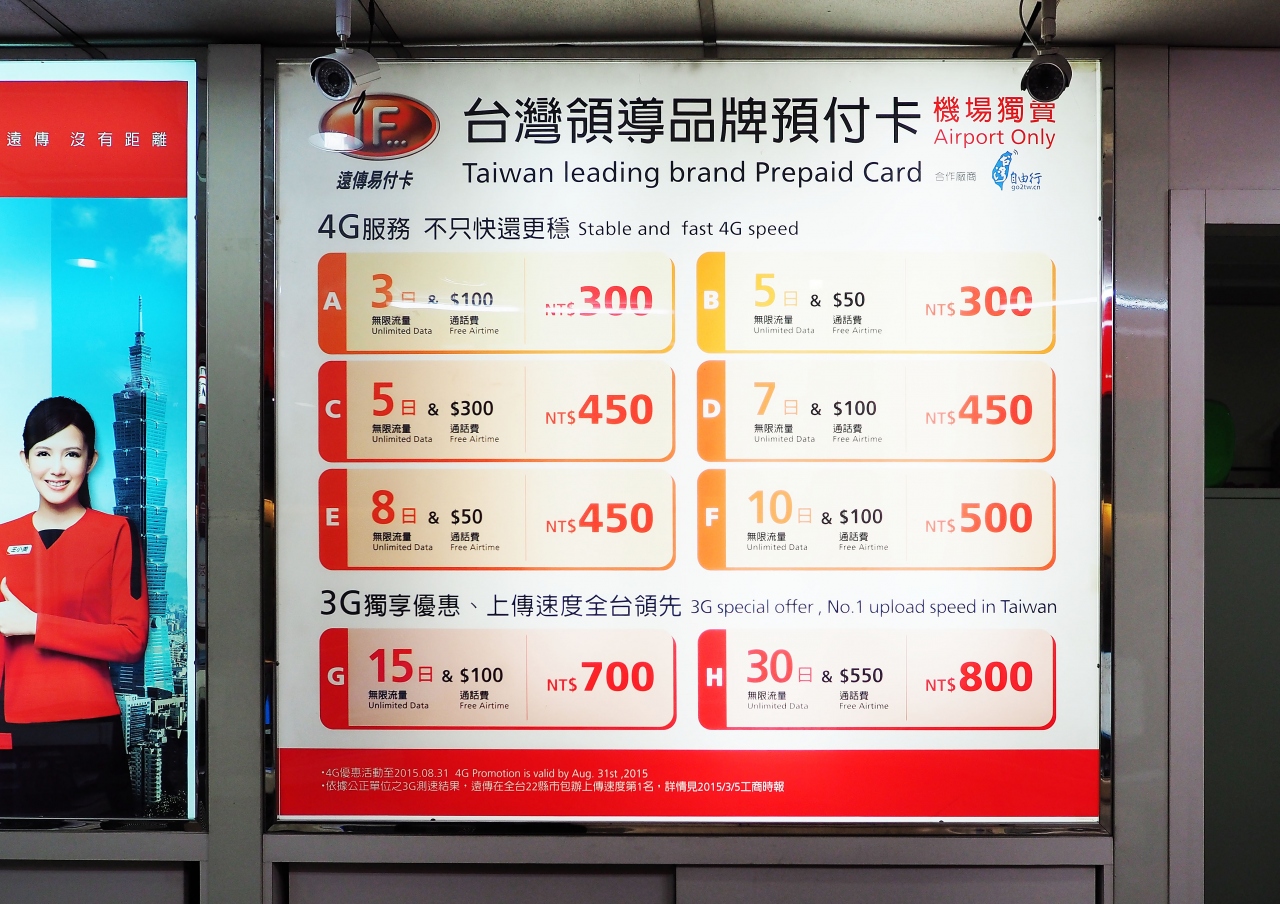 遠傳 沒有距離
王小美
IF...
遠傳易付卡
台灣領導品牌預付卡
機場獨賣
Airport Only
Taiwan leading brand Prepaid Card
合作廠商
台灣自由行
go2tw.cn
4G服務 不只快還更穩 Stable and fast 4G speed
A 3日 & $100 NT$300
無限流量 通話費
Unlimited Data Free Airtime
B 5日 & $50 NT$300
無限流量 通話費
Unlimited Data Free Airtime
C 5日 & $300 NT$450
無限流量 通話費
Unlimited Data Free Airtime
D 7日 & $100 NT$450
無限流量 通話費
Unlimited Data Free Airtime
E 8日 & $50 NT$450
無限流量 通話費
Unlimited Data Free Airtime
F 10日 & $100 NT$500
無限流量 通話費
Unlimited Data Free Airtime
3G獨享優惠、上傳速度全台領先 3G special offer , No.1 upload speed in Taiwan
G 15日 & $100 NT$700
無限流量 通話費
Unlimited Data Free Airtime
H 30日 & $550 NT$800
無限流量 通話費
Unlimited Data Free Airtime
•4G優惠活動至2015.08.31 4G Promotion is valid by Aug. 31st ,2015
•依據公正單位之3G測速結果，遠傳在全台22縣市包辦上傳速度第1名，詳情見2015/3/5工商時報